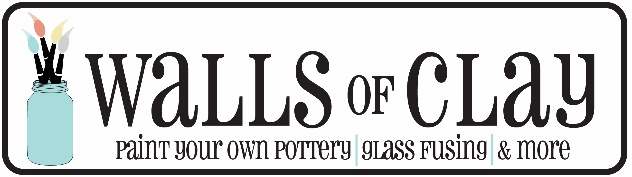 Walls of Clay
Paint your own Pottery | glass fusing | & more